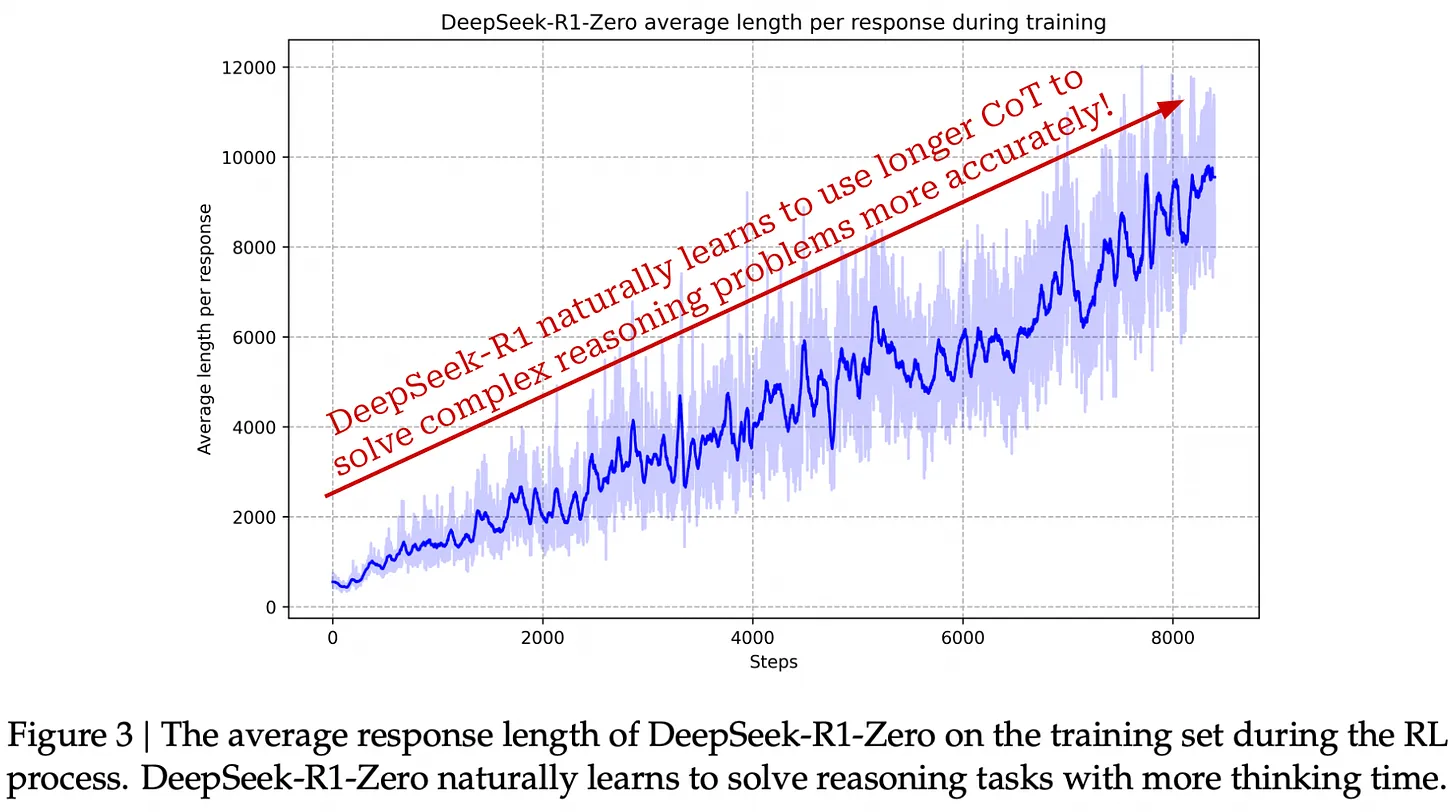 DeepSeek-R1-Zero average length per response during training
12000
10000
8000
6000
4000
2000
0
Average length per response
DeepSeek-R1 naturally learns to use longer CoT to
solve complex reasoning problems more accurately!
0
2000
4000
6000
8000
Steps
Figure 3 | The average response length of DeepSeek-R1-Zero on the training set during the RL
process. DeepSeek-R1-Zero naturally learns to solve reasoning tasks with more thinking time.